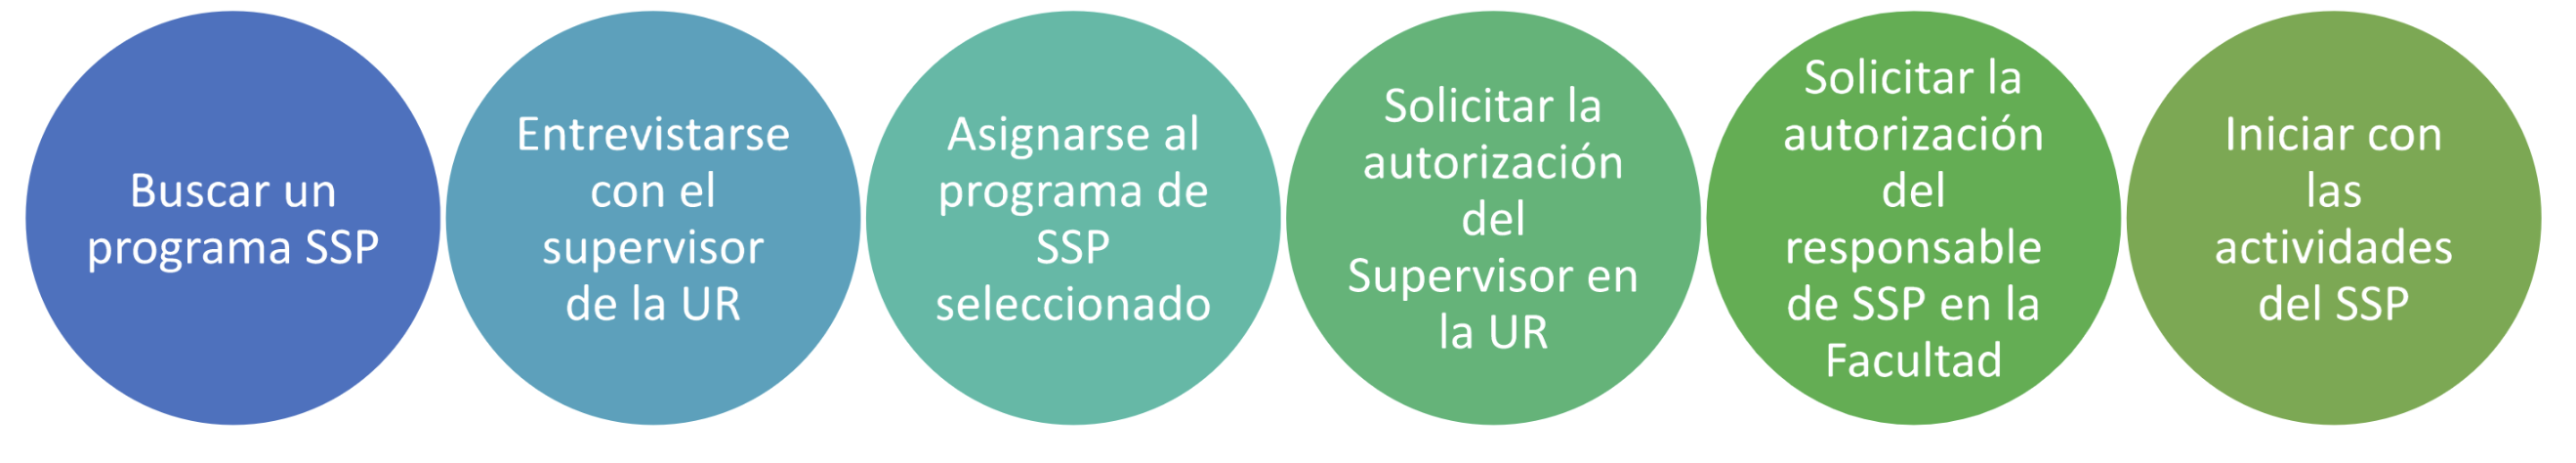 Buscar un
programa SSP
Entrevistarse
con el
supervisor
de la UR
Asignarse al
programa de
SSP
seleccionado
Solicitar la
autorización
del
Supervisor en
la UR
Solicitar la
autorización
del
responsable
de SSP en la
Facultad
Iniciar con
las
actividades
del SSP